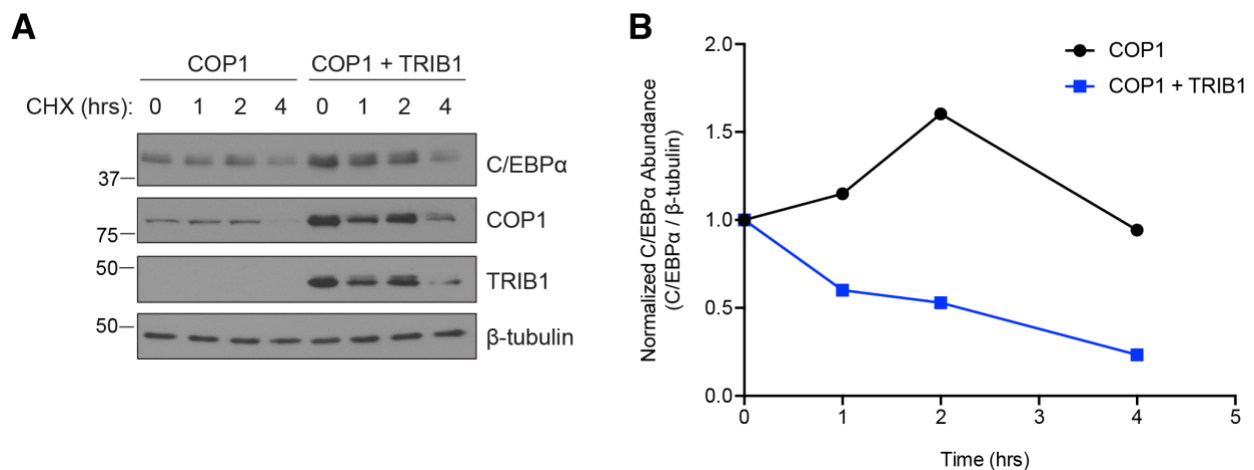 A
COP1 COP1 + TRIB1
CHX (hrs): 0 1 2 4 0 1 2 4
37 C/EBPα
75 COP1
50 TRIB1
50 β-tubulin
B
COP1
COP1 + TRIB1
Normalized C/EBPα Abundance
(C/EBPα / β-tubulin)
2.0
1.5
1.0
0.5
0.0
0 1 2 3 4 5
Time (hrs)